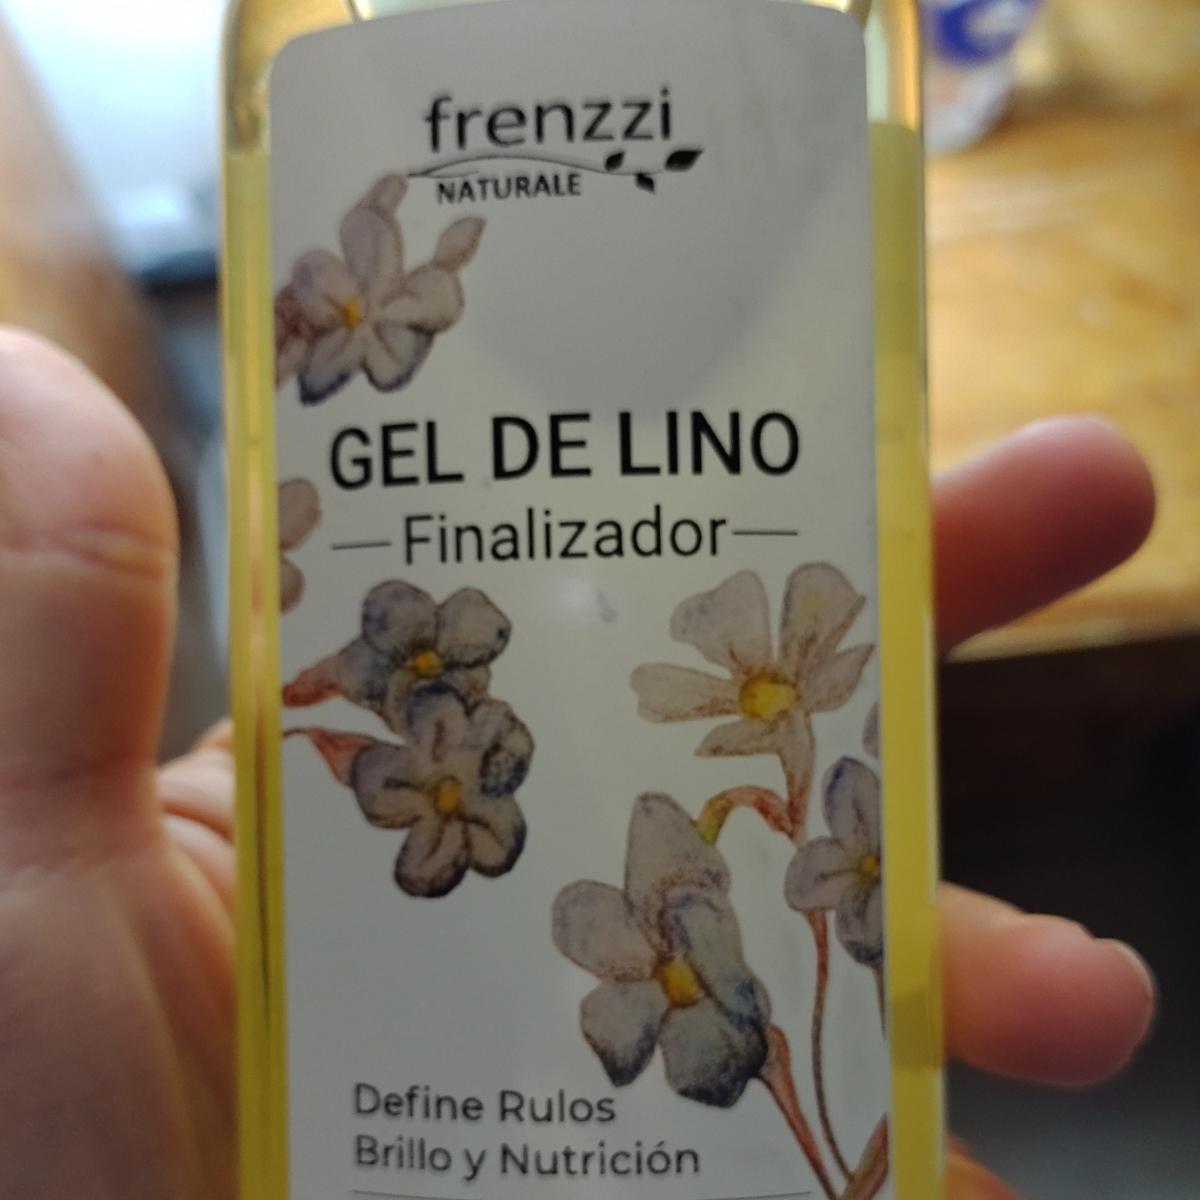 frenzzi
NATURALE
GEL DE LINO
Finalizador
Define Rulos
Brillo y Nutrición